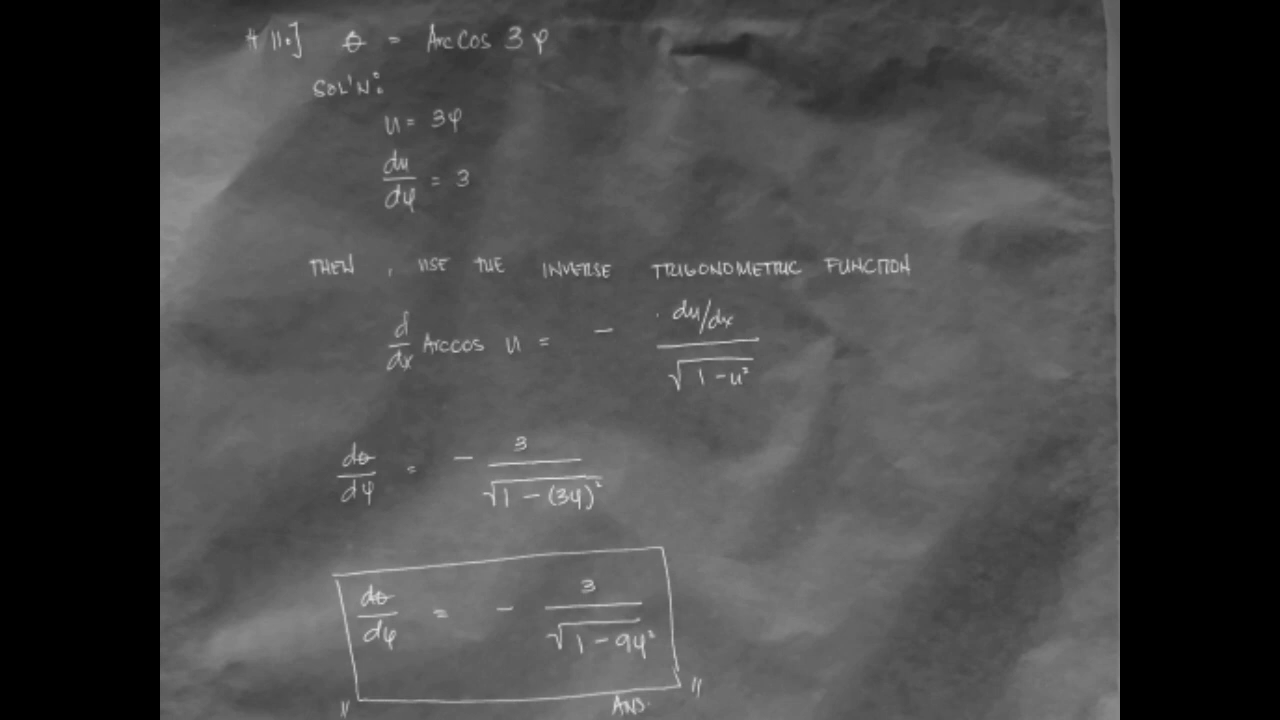 # 11.] θ = ArcCos 3φ
SOL'N:
u = 3φ
du/dφ = 3
THEN , USE THE INVERSE TRIGONOMETRIC FUNCTION
d/dx Arccos u = - du/dx / √(1 - u²)
dθ/dφ = - 3 / √(1 - (3φ)²)
dθ/dφ = - 3 / √(1 - 9φ²)
" ANS. "